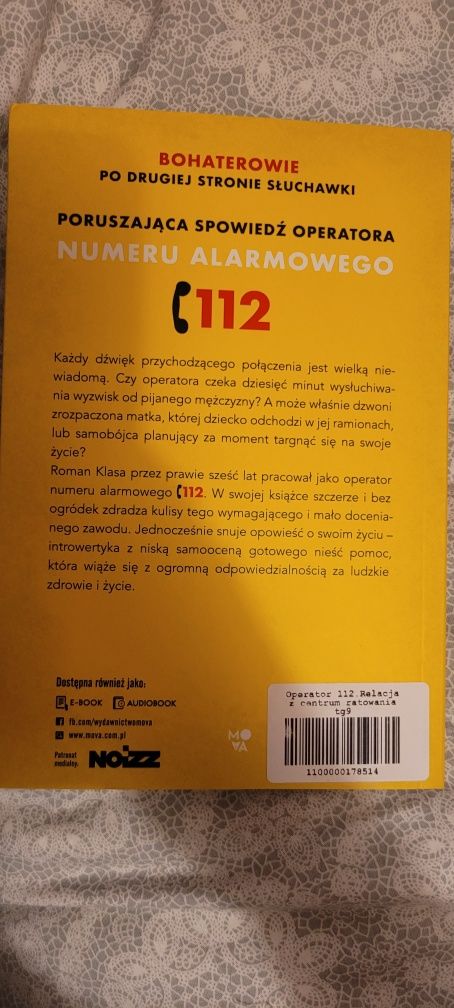 BOHATEROWIE
PO DRUGIEJ STRONIE SŁUCHAWKI
PORUSZAJĄCA SPOWIEDŹ OPERATORA
NUMERU ALARMOWEGO
112
Każdy dźwięk przychodzącego połączenia jest wielką nie-
wiadomą. Czy operatora czeka dziesięć minut wysłuchiwa-
nia wyzwisk od pijanego mężczyzny? A może właśnie dzwoni
zrozpaczona matka, której dziecko odchodzi w jej ramionach,
lub samobójca planujący za moment targnąć się na swoje
życie?
Roman Klasa przez prawie sześć lat pracował jako operator
numeru alarmowego 112. W swojej książce szczerze i bez
ogródek zdradza kulisy tego wymagającego i mało docenia-
nego zawodu. Jednocześnie snuje opowieść o swoim życiu –
introwertyka z niską samooceną gotowego nieść pomoc,
która wiąże się z ogromną odpowiedzialnością za ludzkie
zdrowie i życie.
Dostępna również jako:
E-BOOK AUDIOBOOK
fb.com/wydawnictwomova
www.mova.com.pl
Patronat
medialny:
NOIZZ
MO
VA
Operator 112.Relacja
z centrum ratowania
tg9
1100000178514